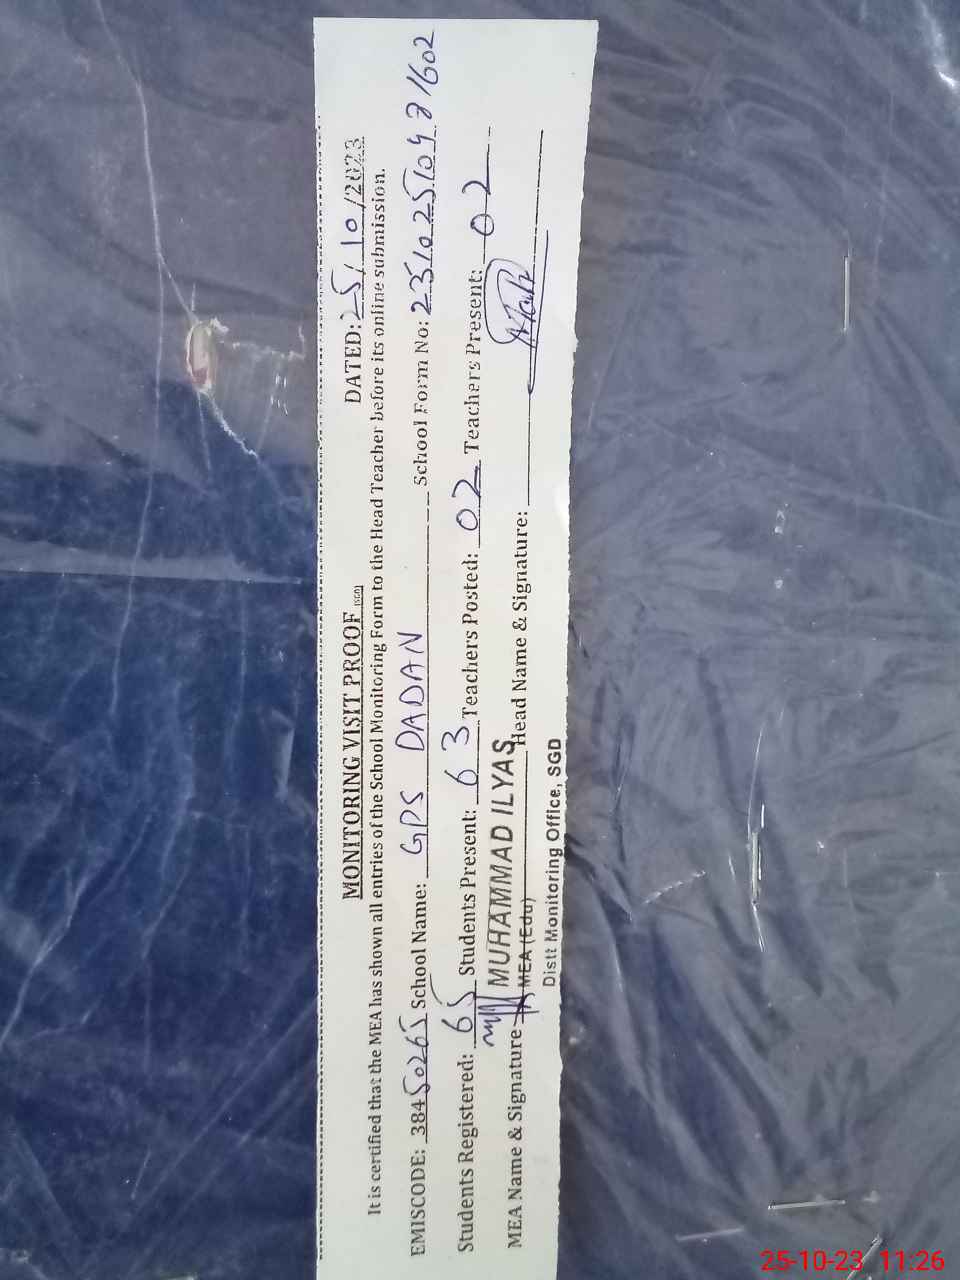 MONITORING VISIT PROOF (SGD) DATED: 25/10/2023
It is certified that the MEA has shown all entries of the School Monitoring Form to the Head Teacher before its online submission.
EMISCODE: 38450265 School Name: GPS DADAN School Form No:
Students Registered: 65 Students Present: 63 Teachers Posted: 02 Teachers Present: 02
MUHAMMAD ILYAS
MEA Name & Signature MEA (Edu) Head Name & Signature:
Distt Monitoring Office, SGD
25-10-23 11:26